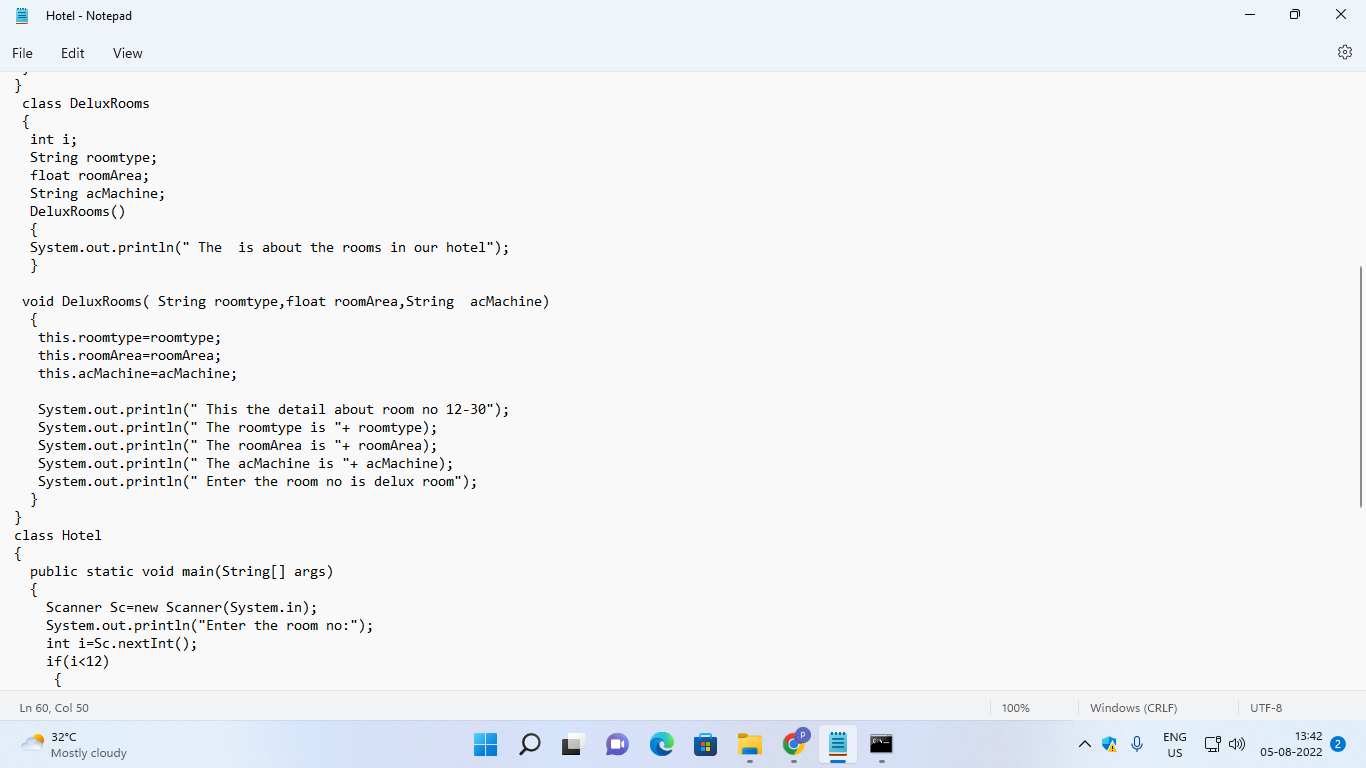 Hotel - Notepad
File Edit View
}
class DeluxRooms
{
int i;
String roomtype;
float roomArea;
String acMachine;
DeluxRooms()
{
System.out.println(" The  is about the rooms in our hotel");
}
void DeluxRooms( String roomtype,float roomArea,String  acMachine)
{
this.roomtype=roomtype;
this.roomArea=roomArea;
this.acMachine=acMachine;
System.out.println(" This the detail about room no 12-30");
System.out.println(" The roomtype is "+ roomtype);
System.out.println(" The roomArea is "+ roomArea);
System.out.println(" The acMachine is "+ acMachine);
System.out.println(" Enter the room no is delux room");
}
}
class Hotel
{
public static void main(String[] args)
{
Scanner Sc=new Scanner(System.in);
System.out.println("Enter the room no:");
int i=Sc.nextInt();
if(i<12)
{
Ln 60, Col 50 100% Windows (CRLF) UTF-8
32°C
Mostly cloudy
P
ENG
US
13:42
05-08-2022
2